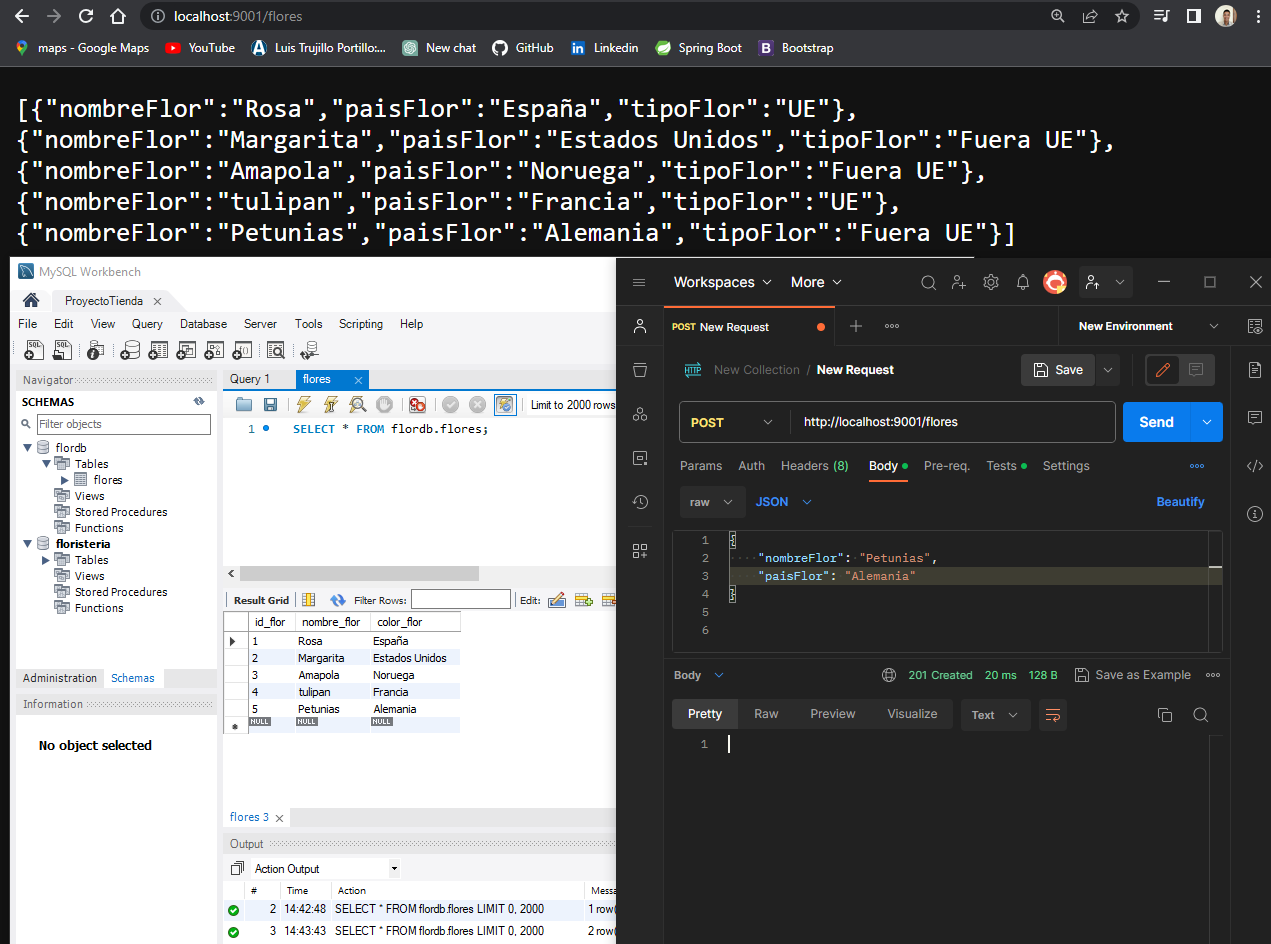 localhost:9001/flores
maps - Google Maps YouTube Luis Trujillo Portillo:... New chat GitHub Linkedin Spring Boot Bootstrap
[{"nombreFlor":"Rosa","paisFlor":"España","tipoFlor":"UE"},
{"nombreFlor":"Margarita","paisFlor":"Estados Unidos","tipoFlor":"Fuera UE"},
{"nombreFlor":"Amapola","paisFlor":"Noruega","tipoFlor":"Fuera UE"},
{"nombreFlor":"tulipan","paisFlor":"Francia","tipoFlor":"UE"},
{"nombreFlor":"Petunias","paisFlor":"Alemania","tipoFlor":"Fuera UE"}]
MySQL Workbench
ProyectoTienda
File Edit View Query Database Server Tools Scripting Help
Navigator
SCHEMAS
Filter objects
flordb
Tables
flores
Views
Stored Procedures
Functions
floristeria
Tables
Views
Stored Procedures
Functions
Administration Schemas
Information
No object selected
Query 1 flores
Limit to 2000 rows
1 SELECT * FROM flordb.flores;
Result Grid Filter Rows: Edit:
id_flor nombre_flor color_flor
1 Rosa España
2 Margarita Estados Unidos
3 Amapola Noruega
4 tulipan Francia
5 Petunias Alemania
NULL NULL NULL
flores 3
Output
Action Output
# Time Action Messa
2 14:42:48 SELECT * FROM flordb.flores LIMIT 0, 2000 1 row(
3 14:43:43 SELECT * FROM flordb.flores LIMIT 0, 2000 2 row(
Workspaces More
POST New Request New Environment
HTTP New Collection / New Request Save
POST http://localhost:9001/flores Send
Params Auth Headers (8) Body Pre-req. Tests Settings
raw JSON Beautify
1 {
2 "nombreFlor": "Petunias",
3 "paisFlor": "Alemania"
4 }
5
6
Body 201 Created 20 ms 128 B Save as Example
Pretty Raw Preview Visualize Text
1